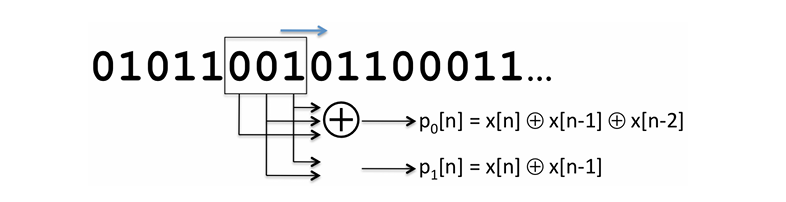 0101100101100011...
p₀[n] = x[n] ⊕ x[n-1] ⊕ x[n-2]
p₁[n] = x[n] ⊕ x[n-1]